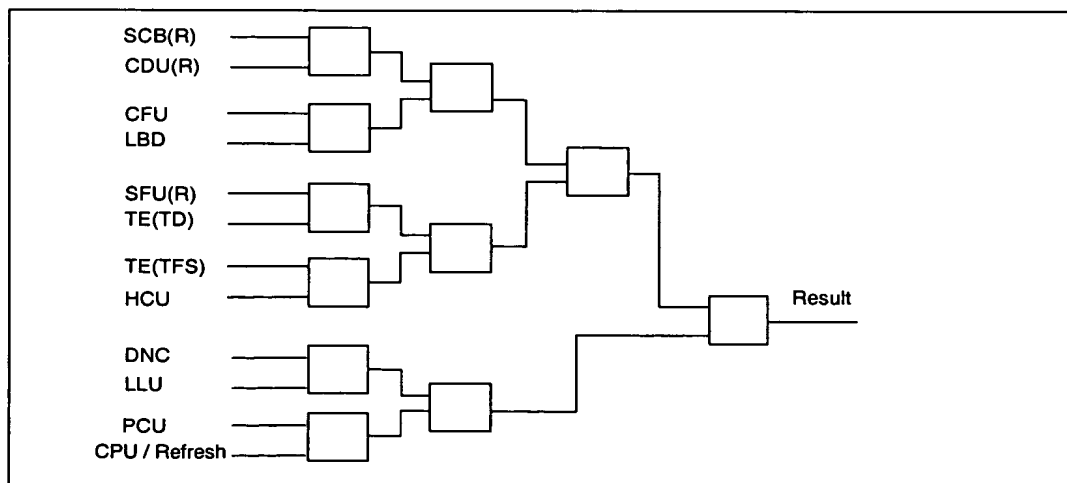 SCB(R)
CDU(R)
CFU
LBD
SFU(R)
TE(TD)
TE(TFS)
HCU
Result
DNC
LLU
PCU
CPU / Refresh